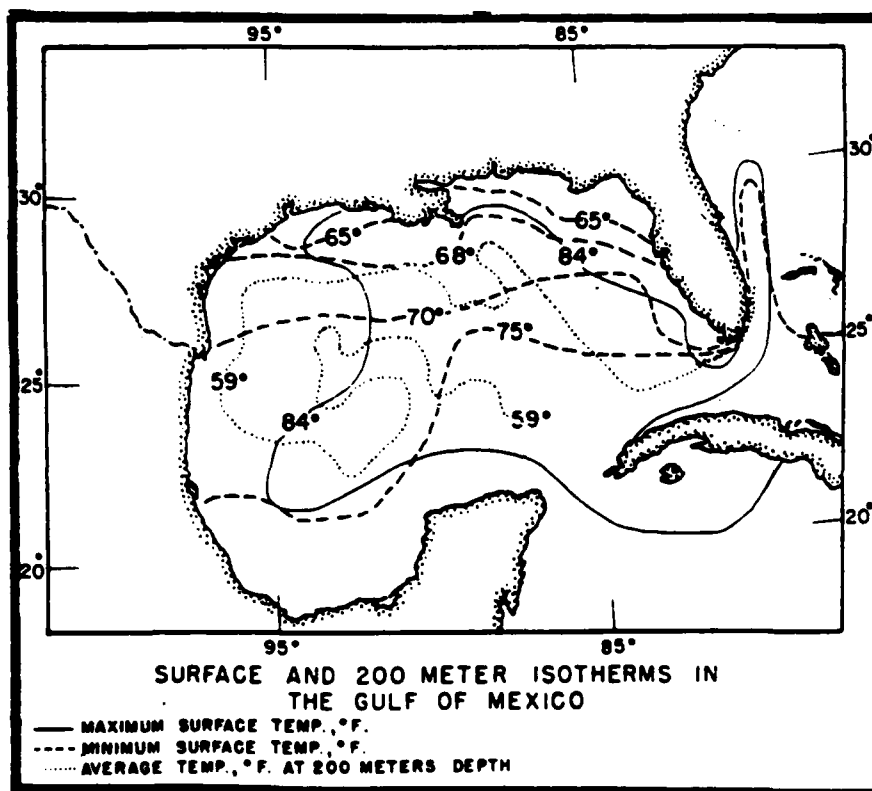 95° 85°
30°
30°
65° 65°
68° 84°
70° 75°
25°
59°
25°
84° 59°
20°
20°
95° 85°
SURFACE AND 200 METER ISOTHERMS IN
THE GULF OF MEXICO
MAXIMUM SURFACE TEMP., °F.
MINIMUM SURFACE TEMP., °F.
AVERAGE TEMP., °F. AT 200 METERS DEPTH